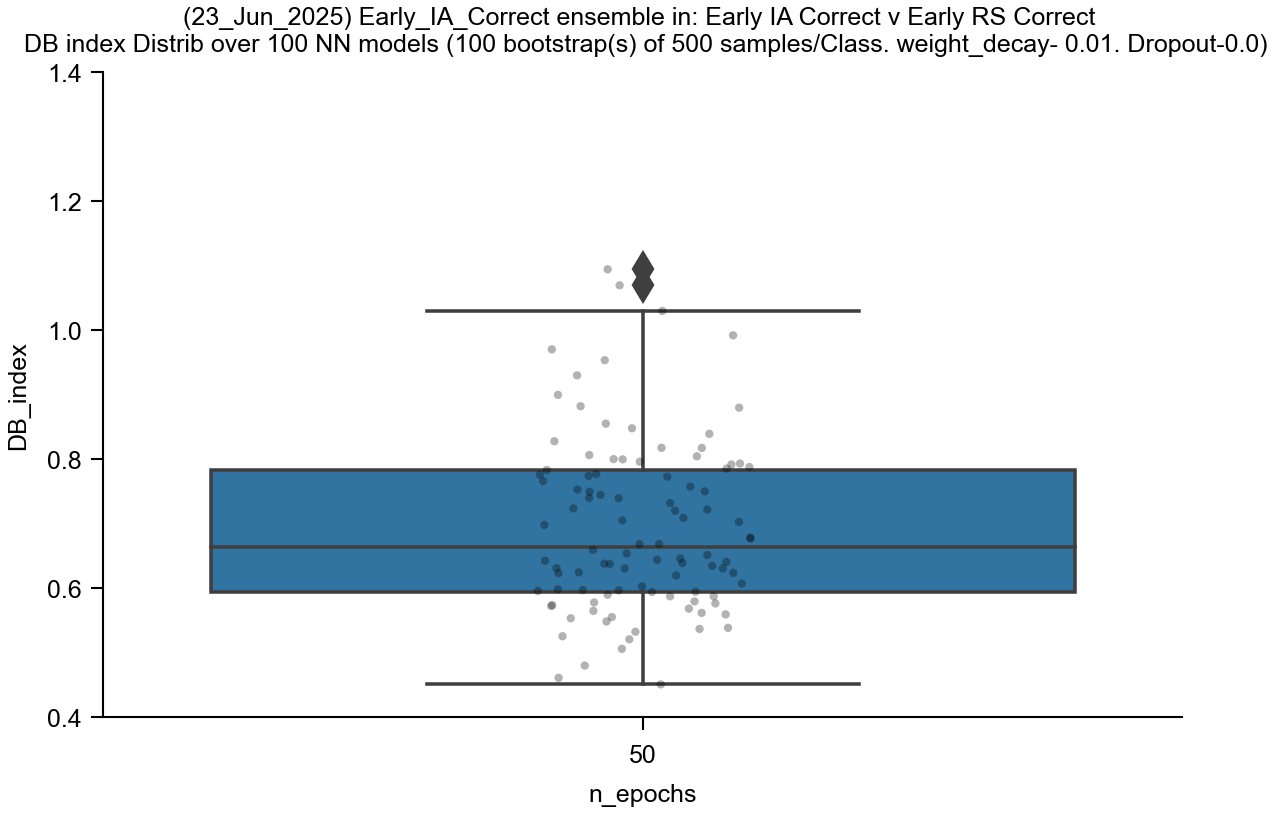 (23_Jun_2025) Early_IA_Correct ensemble in: Early IA Correct v Early RS Correct
DB index Distrib over 100 NN models (100 bootstrap(s) of 500 samples/Class. weight_decay- 0.01. Dropout-0.0)
1.4
1.2
1.0
0.8
0.6
0.4
DB_index
50
n_epochs